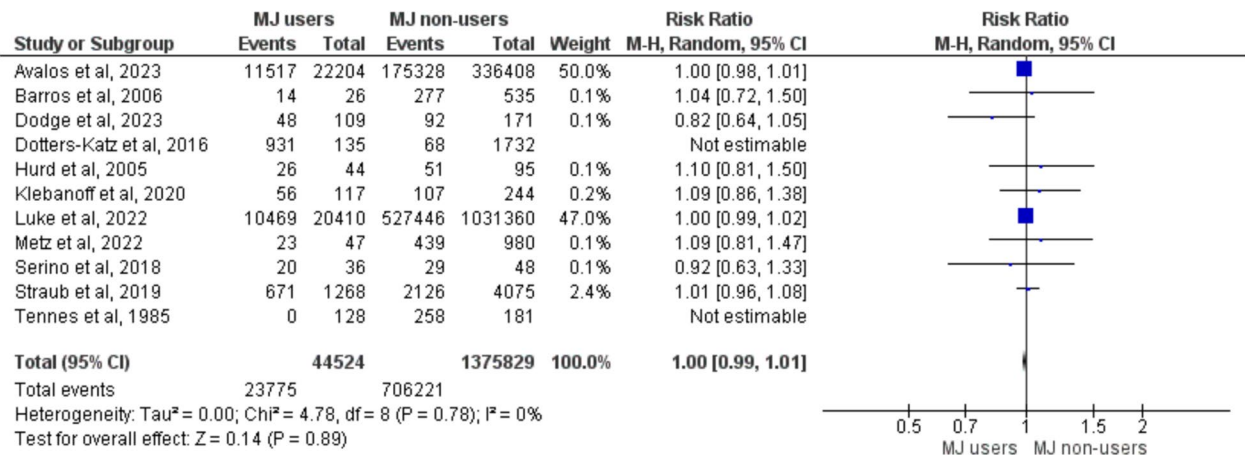 MJ users MJ non-users Risk Ratio Risk Ratio
Study or Subgroup Events Total Events Total Weight M-H, Random, 95% CI M-H, Random, 95% CI
Avalos et al, 2023 11517 22204 175328 336408 50.0% 1.00 [0.98, 1.01]
Barros et al, 2006 14 26 277 535 0.1% 1.04 [0.72, 1.50]
Dodge et al, 2023 48 109 92 171 0.1% 0.82 [0.64, 1.05]
Dotters-Katz et al, 2016 931 135 68 1732 Not estimable
Hurd et al, 2005 26 44 51 95 0.1% 1.10 [0.81, 1.50]
Klebanoff et al, 2020 56 117 107 244 0.2% 1.09 [0.86, 1.38]
Luke et al, 2022 10469 20410 527446 1031360 47.0% 1.00 [0.99, 1.02]
Metz et al, 2022 23 47 439 980 0.1% 1.09 [0.81, 1.47]
Serino et al, 2018 20 36 29 48 0.1% 0.92 [0.63, 1.33]
Straub et al, 2019 671 1268 2126 4075 2.4% 1.01 [0.96, 1.08]
Tennes et al, 1985 0 128 258 181 Not estimable
Total (95% CI) 44524 1375829 100.0% 1.00 [0.99, 1.01]
Total events 23775 706221
Heterogeneity: Tau² = 0.00; Chi² = 4.78, df = 8 (P = 0.78); I² = 0%
Test for overall effect: Z = 0.14 (P = 0.89)
0.5 0.7 1 1.5 2
MJ users MJ non-users